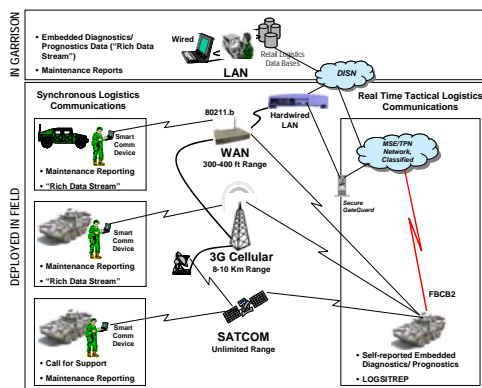 IN GARRISON
• Embedded Diagnostics/
Prognostics Data ("Rich Data
Stream")
• Maintenance Reports
Wired
LAN
Retail Logistics
Data Bases
DISN
DEPLOYED IN FIELD
Synchronous Logistics
Communications
Smart
Comm
Device
• Maintenance Reporting
• "Rich Data Stream"
Smart
Comm
Device
• Maintenance Reporting
• "Rich Data Stream"
Smart
Comm
Device
• Call for Support
• Maintenance Reporting
80211.b
WAN
300-400 ft Range
Hardwired
LAN
3G Cellular
8-10 Km Range
SATCOM
Unlimited Range
Real Time Tactical Logistics
Communications
MSE/TPN
Network,
Classified
Secure
GateGuard
FBCB2
• Self-reported Embedded
Diagnostics/ Prognostics
• LOGSITREP